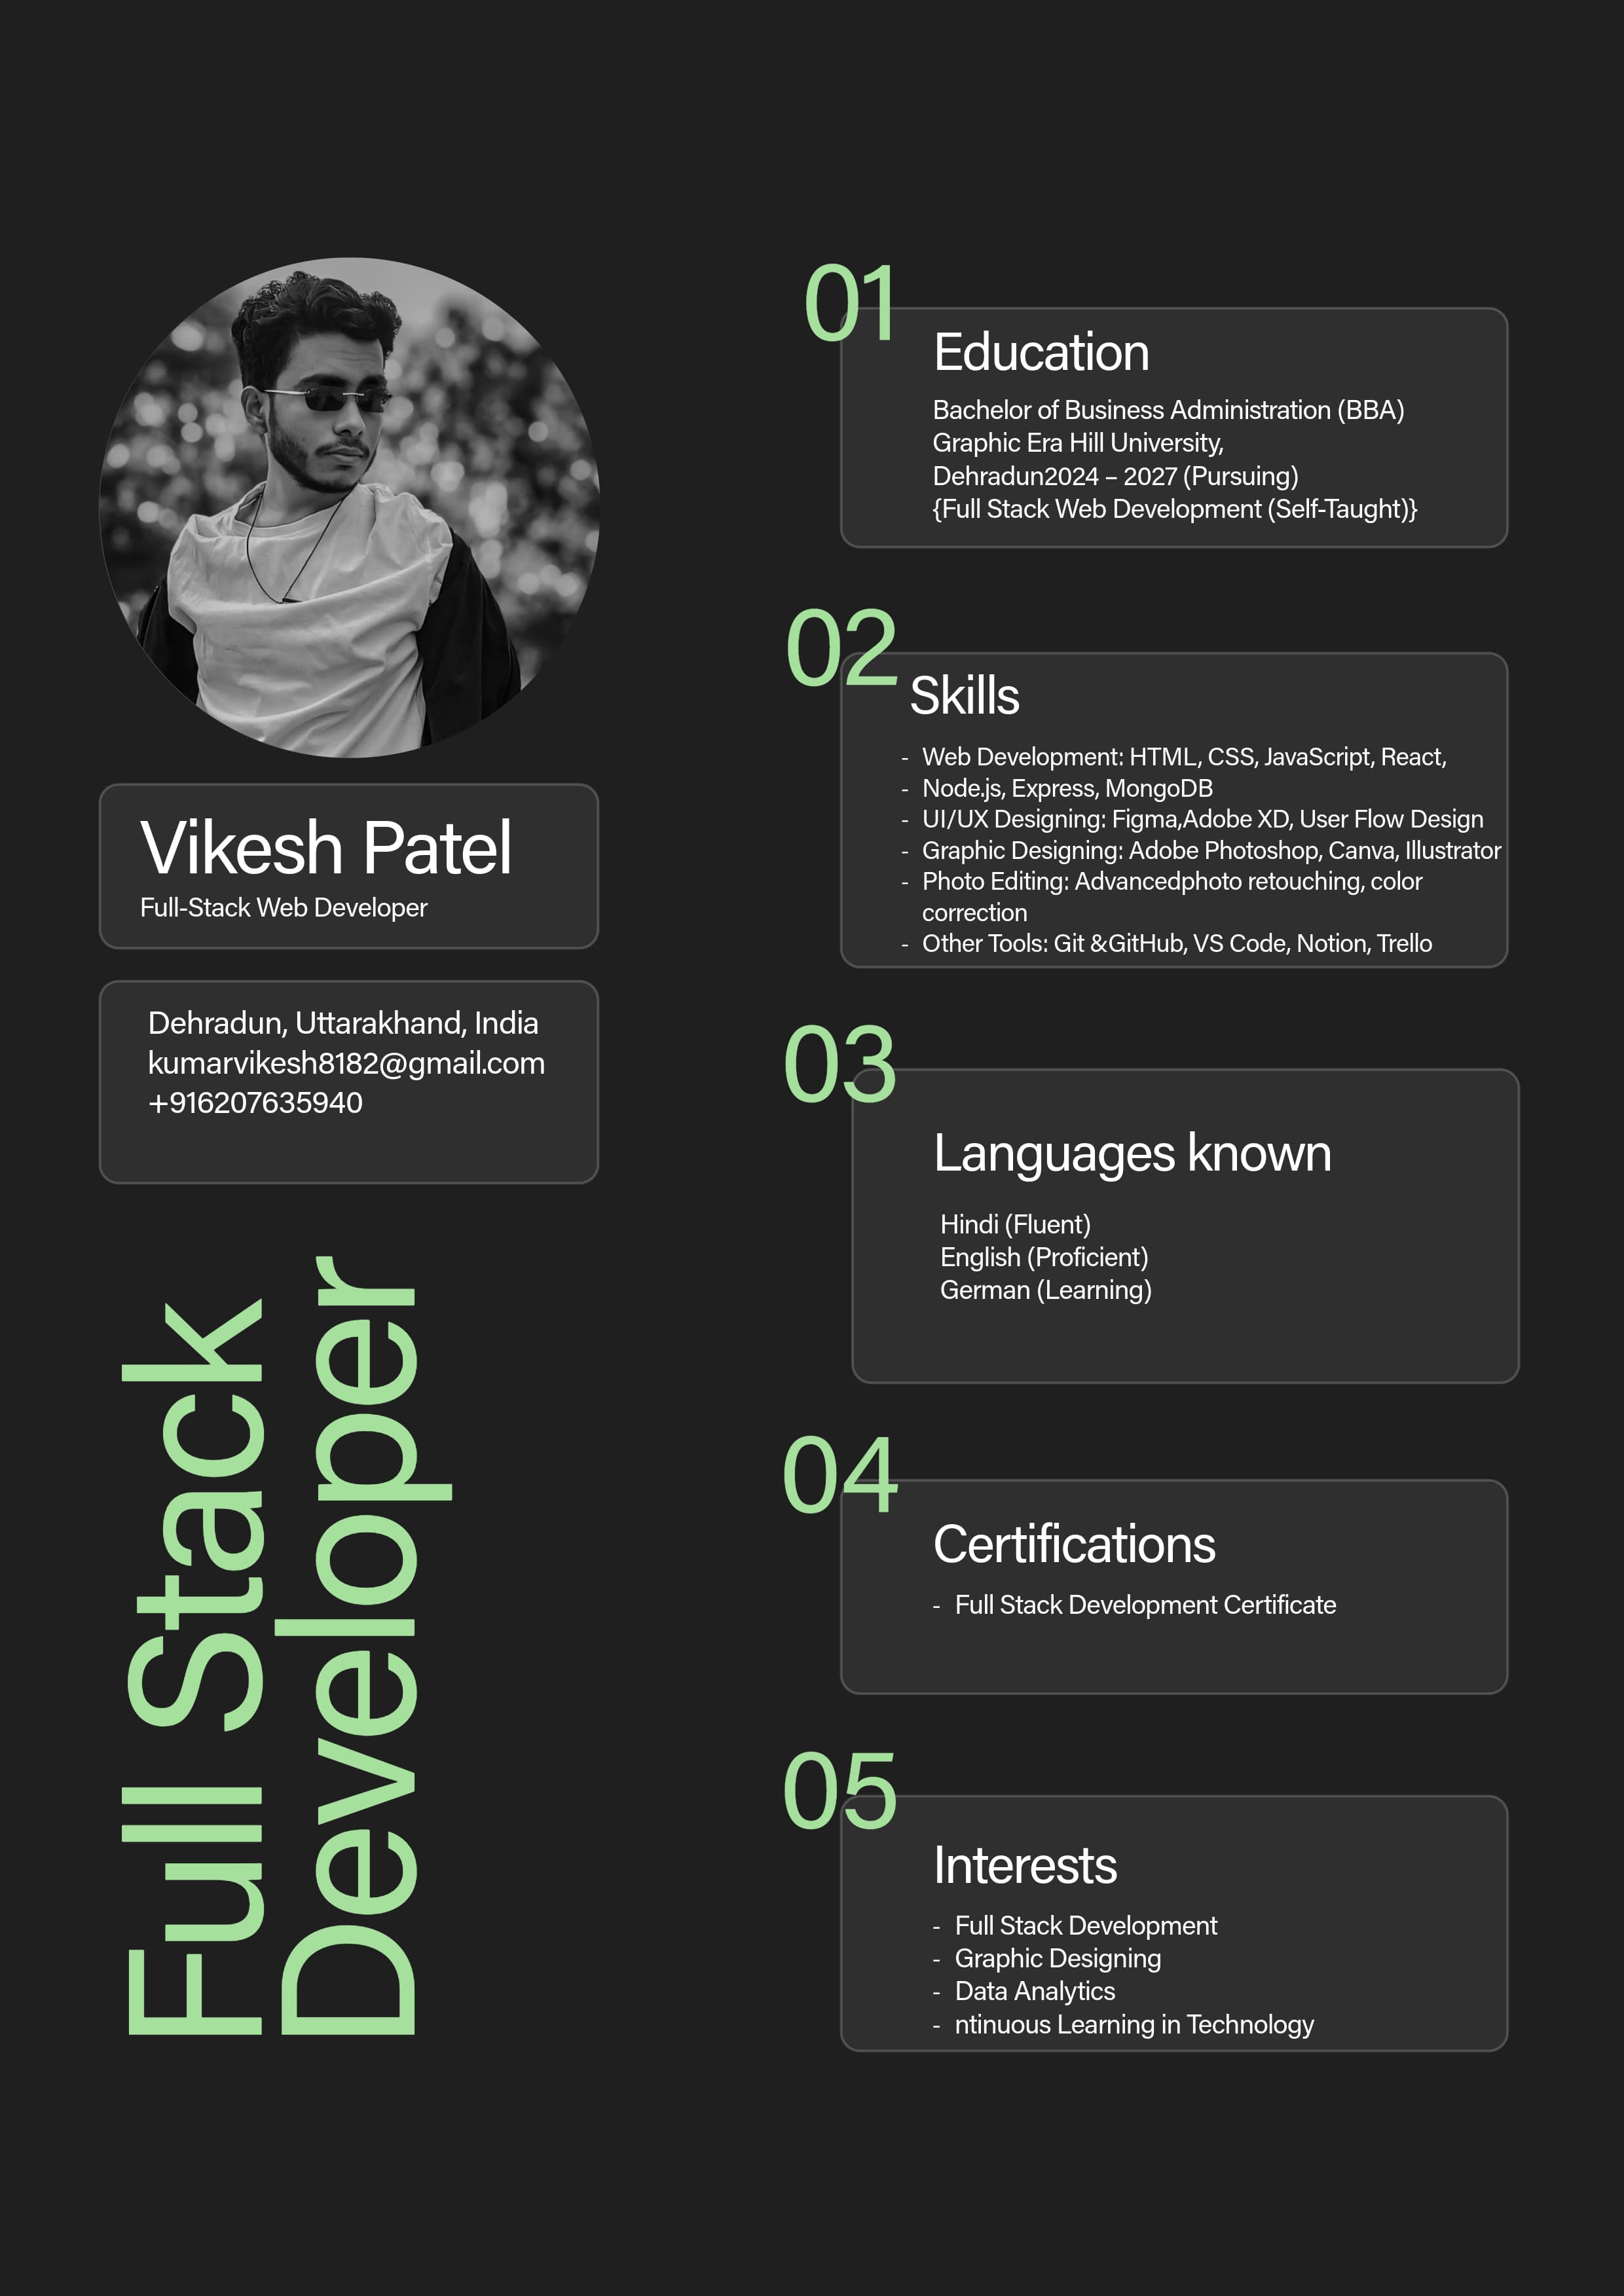 Vikesh Patel
Full-Stack Web Developer
Dehradun, Uttarakhand, India
kumarvikesh8182@gmail.com
+916207635940
Full Stack
Developer
01
Education
Bachelor of Business Administration (BBA)
Graphic Era Hill University,
Dehradun2024 – 2027 (Pursuing)
{Full Stack Web Development (Self-Taught)}
02
Skills
- Web Development: HTML, CSS, JavaScript, React,
- Node.js, Express, MongoDB
- UI/UX Designing: Figma,Adobe XD, User Flow Design
- Graphic Designing: Adobe Photoshop, Canva, Illustrator
- Photo Editing: Advancedphoto retouching, color
correction
- Other Tools: Git &GitHub, VS Code, Notion, Trello
03
Languages known
Hindi (Fluent)
English (Proficient)
German (Learning)
04
Certifications
- Full Stack Development Certificate
05
Interests
- Full Stack Development
- Graphic Designing
- Data Analytics
- ntinuous Learning in Technology